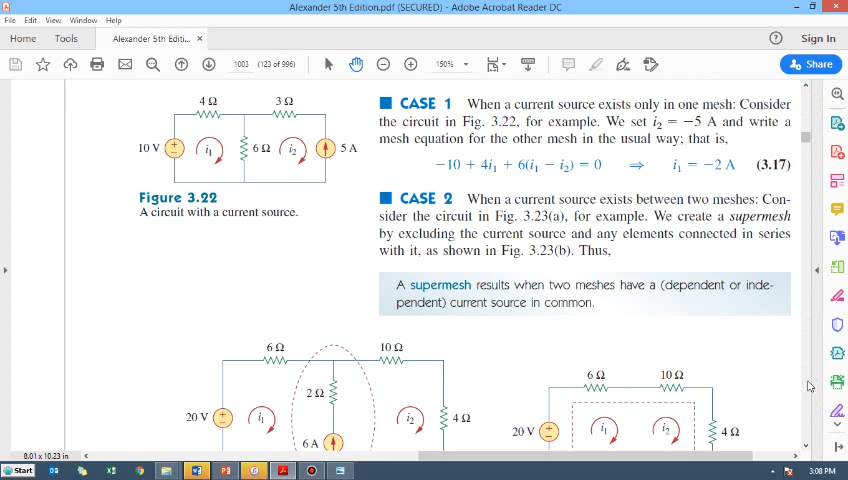 Alexander 5th Edition.pdf (SECURED) - Adobe Acrobat Reader DC
File Edit View Window Help
Home Tools Alexander 5th Editi... × Sign In
1003 (123 of 996) 150% Share
4 Ω 3 Ω
10 V + − i1 6 Ω i2 5 A
Figure 3.22
A circuit with a current source.
CASE 1 When a current source exists only in one mesh: Consider
the circuit in Fig. 3.22, for example. We set i2 = −5 A and write a
mesh equation for the other mesh in the usual way; that is,
−10 + 4i1 + 6(i1 − i2) = 0 ⇒ i1 = −2 A (3.17)
CASE 2 When a current source exists between two meshes: Con-
sider the circuit in Fig. 3.23(a), for example. We create a supermesh
by excluding the current source and any elements connected in series
with it, as shown in Fig. 3.23(b). Thus,
A supermesh results when two meshes have a (dependent or inde-
pendent) current source in common.
6 Ω 10 Ω
2 Ω
20 V + − i1 i2 4 Ω
6 A
6 Ω 10 Ω
20 V + − i1 i2 4 Ω
8.01 x 10.23 in
Start 3:08 PM